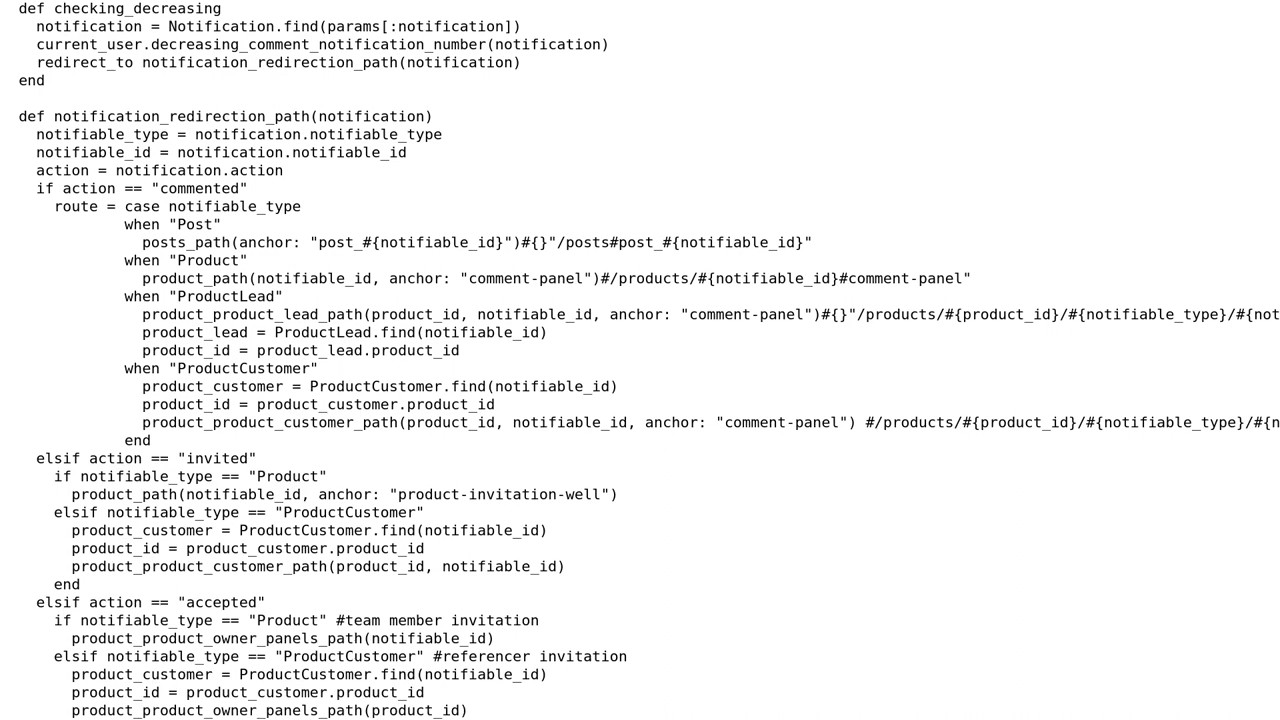 def checking_decreasing
  notification = Notification.find(params[:notification])
  current_user.decreasing_comment_notification_number(notification)
  redirect_to notification_redirection_path(notification)
end

def notification_redirection_path(notification)
  notifiable_type = notification.notifiable_type
  notifiable_id = notification.notifiable_id
  action = notification.action
  if action == "commented"
    route = case notifiable_type
            when "Post"
              posts_path(anchor: "post_#{notifiable_id}")#{}"/posts#post_#{notifiable_id}"
            when "Product"
              product_path(notifiable_id, anchor: "comment-panel")#/products/#{notifiable_id}#comment-panel"
            when "ProductLead"
              product_product_lead_path(product_id, notifiable_id, anchor: "comment-panel")#{}"/products/#{product_id}/#{notifiable_type}/#{not
              product_lead = ProductLead.find(notifiable_id)
              product_id = product_lead.product_id
            when "ProductCustomer"
              product_customer = ProductCustomer.find(notifiable_id)
              product_id = product_customer.product_id
              product_product_customer_path(product_id, notifiable_id, anchor: "comment-panel") #/products/#{product_id}/#{notifiable_type}/#{n
            end
  elsif action == "invited"
    if notifiable_type == "Product"
      product_path(notifiable_id, anchor: "product-invitation-well")
    elsif notifiable_type == "ProductCustomer"
      product_customer = ProductCustomer.find(notifiable_id)
      product_id = product_customer.product_id
      product_product_customer_path(product_id, notifiable_id)
    end
  elsif action == "accepted"
    if notifiable_type == "Product" #team member invitation
      product_product_owner_panels_path(notifiable_id)
    elsif notifiable_type == "ProductCustomer" #referencer invitation
      product_customer = ProductCustomer.find(notifiable_id)
      product_id = product_customer.product_id
      product_product_owner_panels_path(product_id)